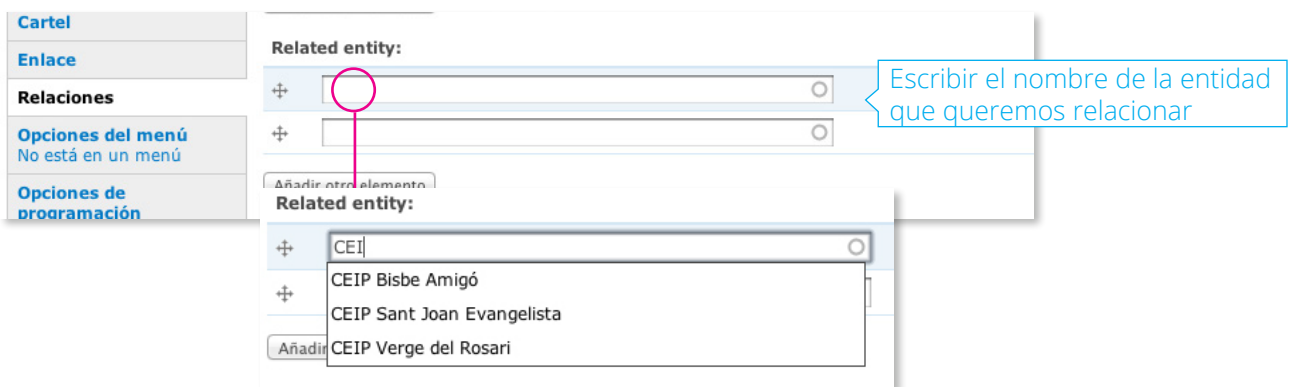 Cartel
Enlace
Relaciones
Opciones del menú
No está en un menú
Opciones de
programación
Related entity:
Escribir el nombre de la entidad
que queremos relacionar
Añadir otro elemento
Related entity:
CEI
CEIP Bisbe Amigó
CEIP Sant Joan Evangelista
CEIP Verge del Rosari
Añadir